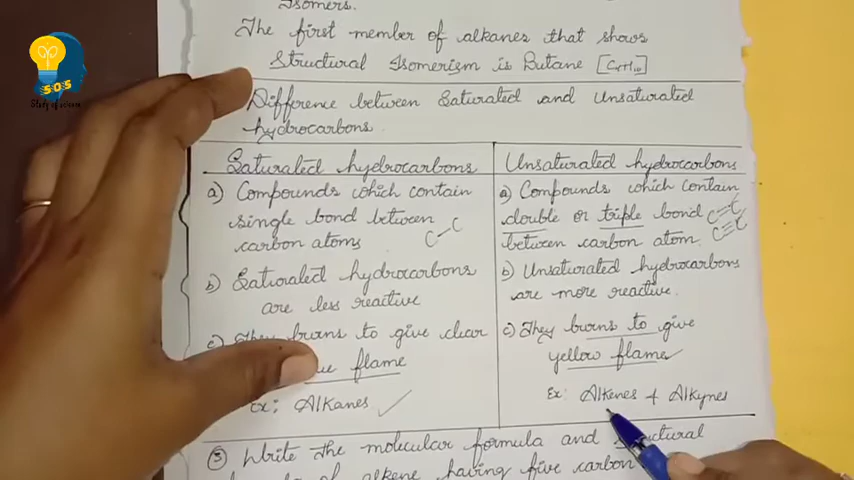 Isomers.
The first member of alkanes that shows
Structural Isomerism is Butane [C4H10]
SOS
Study of Science
Difference between Saturated and Unsaturated
hydrocarbons.
Saturated hydrocarbons
a) Compounds which contain
single bond between
carbon atoms
C-C
b) Saturated hydrocarbons
are less reactive
c) They burns to give clear
flame
Ex: Alkanes ✓
Unsaturated hydrocarbons
a) Compounds which contain
double or triple bond C=C
between carbon atom. C≡C
b) Unsaturated hydrocarbons
are more reactive.
c) They burns to give
yellow flame ✓
Ex: Alkenes + Alkynes
③ Write the molecular formula and structural
of alkene having five carbon